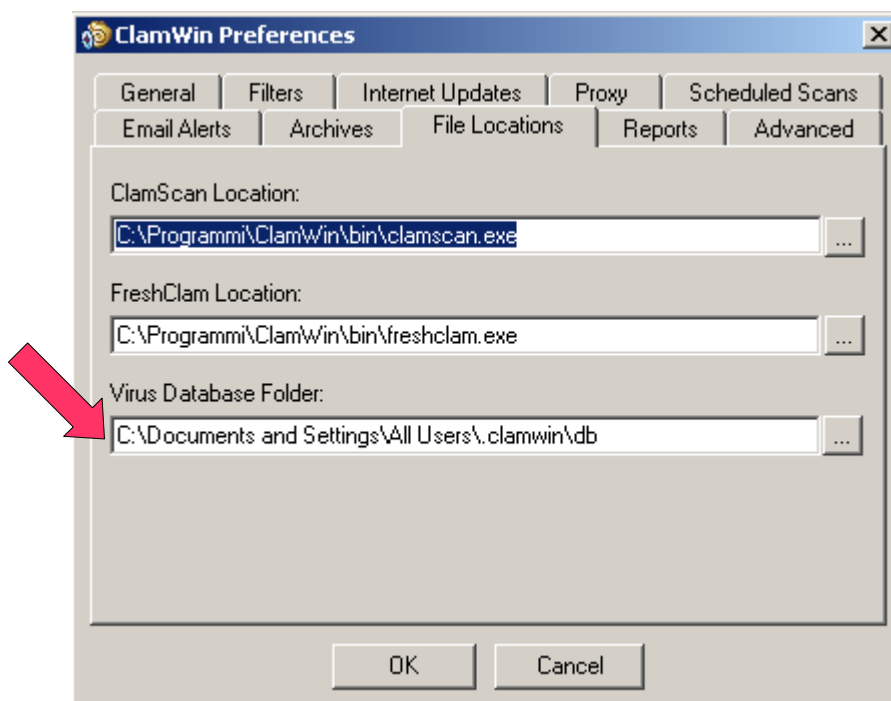 ClamWin Preferences
General Filters Internet Updates Proxy Scheduled Scans
Email Alerts Archives File Locations Reports Advanced
ClamScan Location:
C:\Programmi\ClamWin\bin\clamscan.exe
...
FreshClam Location:
C:\Programmi\ClamWin\bin\freshclam.exe
...
Virus Database Folder:
C:\Documents and Settings\All Users\.clamwin\db
...
OK Cancel